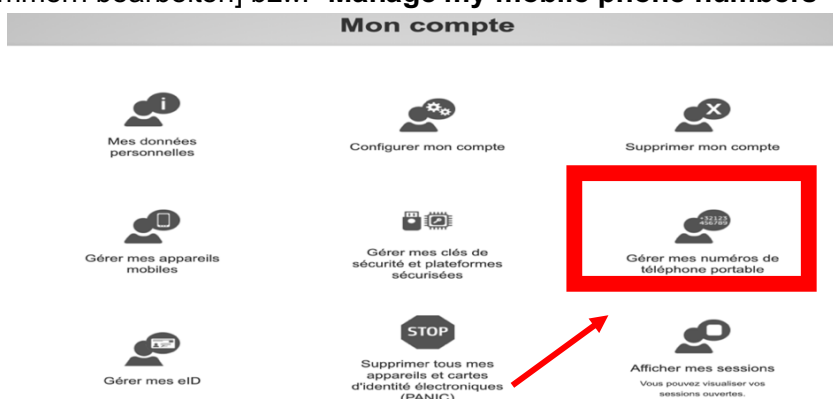 bearbeiten] bzw. "Manage my mobile phone numbers"
Mon compte
Mes données
personnelles
Configurer mon compte
Supprimer mon compte
Gérer mes appareils
mobiles
Gérer mes clés de
sécurité et plateformes
sécurisées
+32123
456789
Gérer mes numéros de
téléphone portable
Gérer mes eID
STOP
Supprimer tous mes
appareils et cartes
d'identité électroniques
(PANIC)
Afficher mes sessions
Vous pouvez visualiser vos
sessions ouvertes.